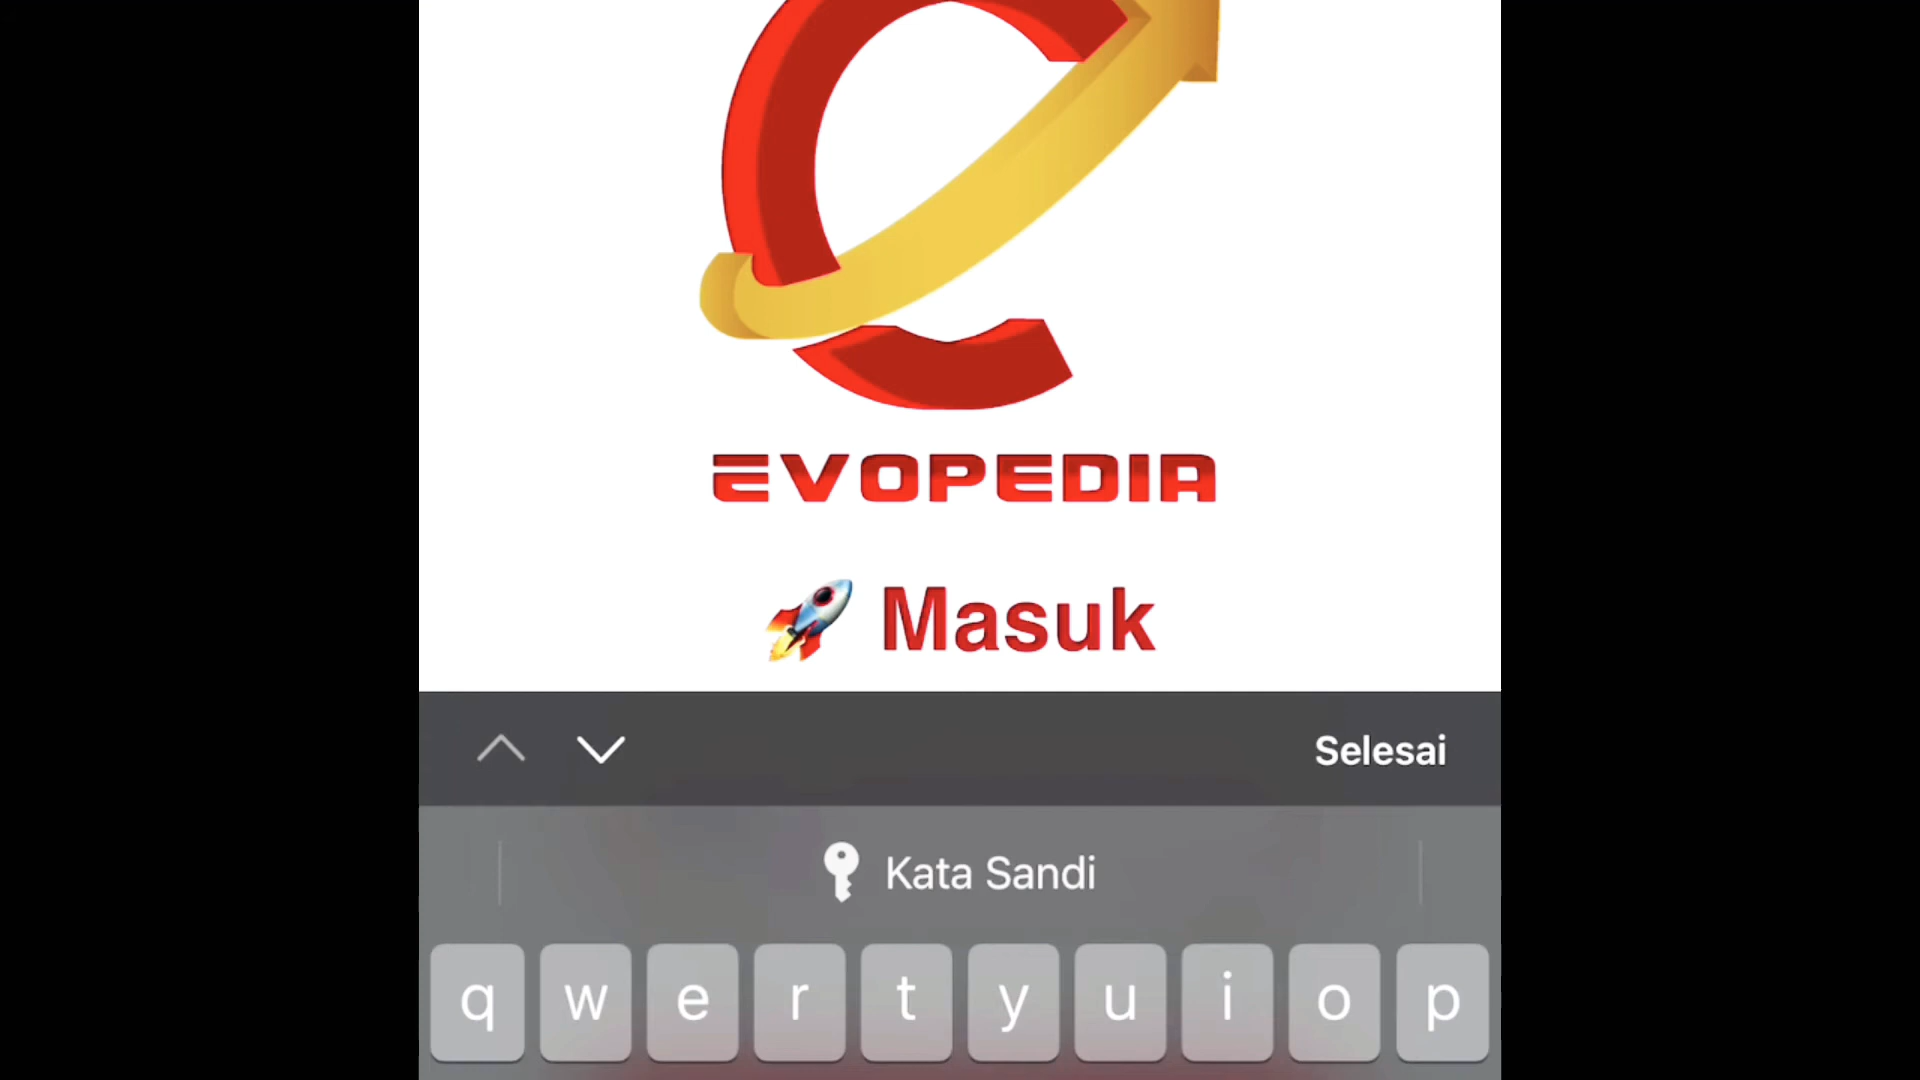 EVOPEDIA
🚀 Masuk
Selesai
Kata Sandi
q w e r t y u i o p